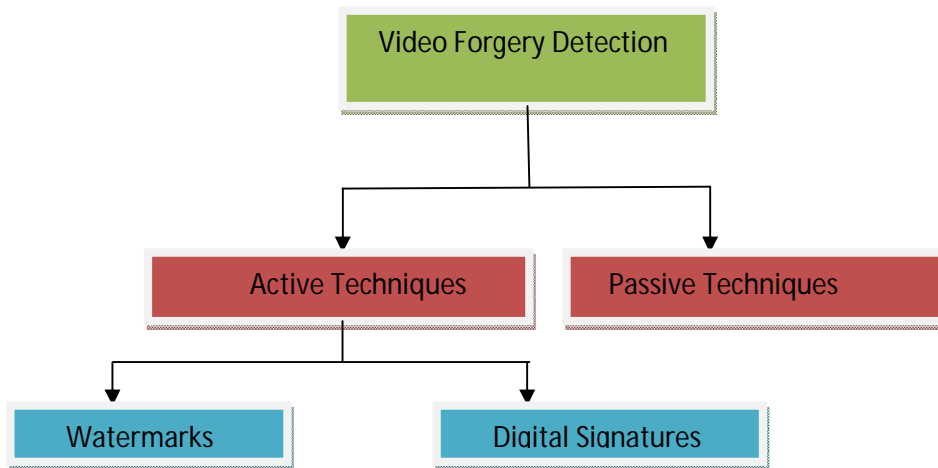 Video Forgery Detection
Active Techniques
Passive Techniques
Watermarks
Digital Signatures